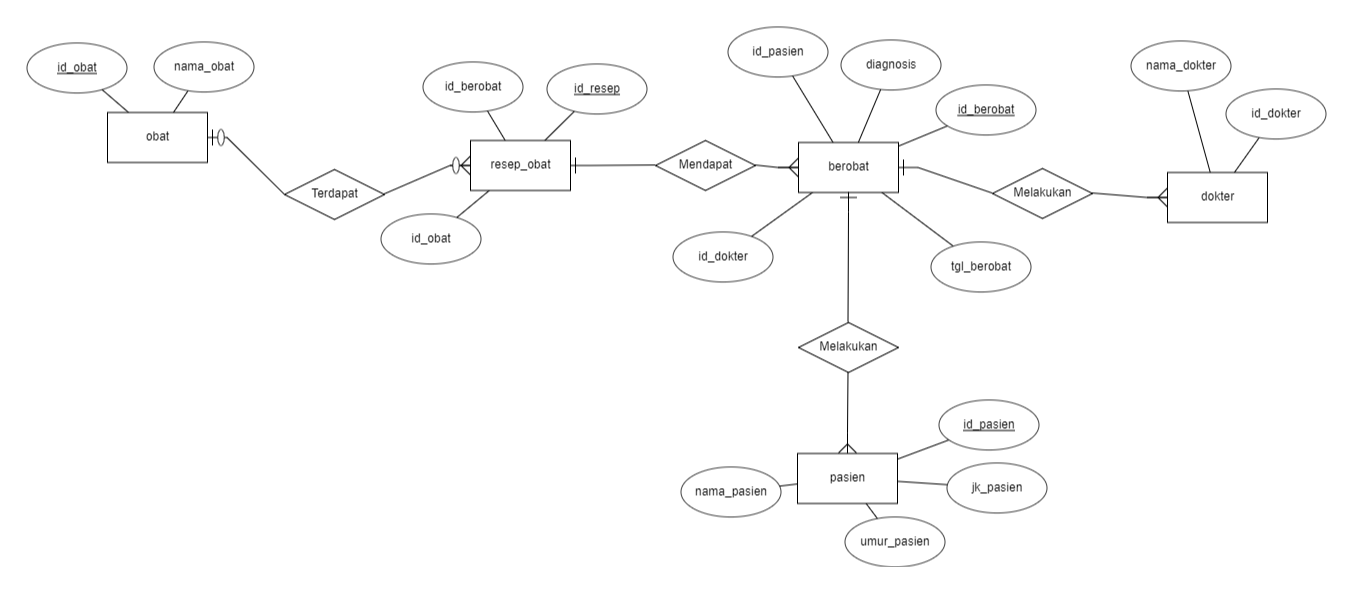 id_obat
nama_obat
obat
Terdapat
id_berobat
id_resep
resep_obat
id_obat
Mendapat
id_pasien
diagnosis
id_berobat
berobat
id_dokter
tgl_berobat
Melakukan
nama_dokter
id_dokter
dokter
Melakukan
id_pasien
pasien
nama_pasien
jk_pasien
umur_pasien